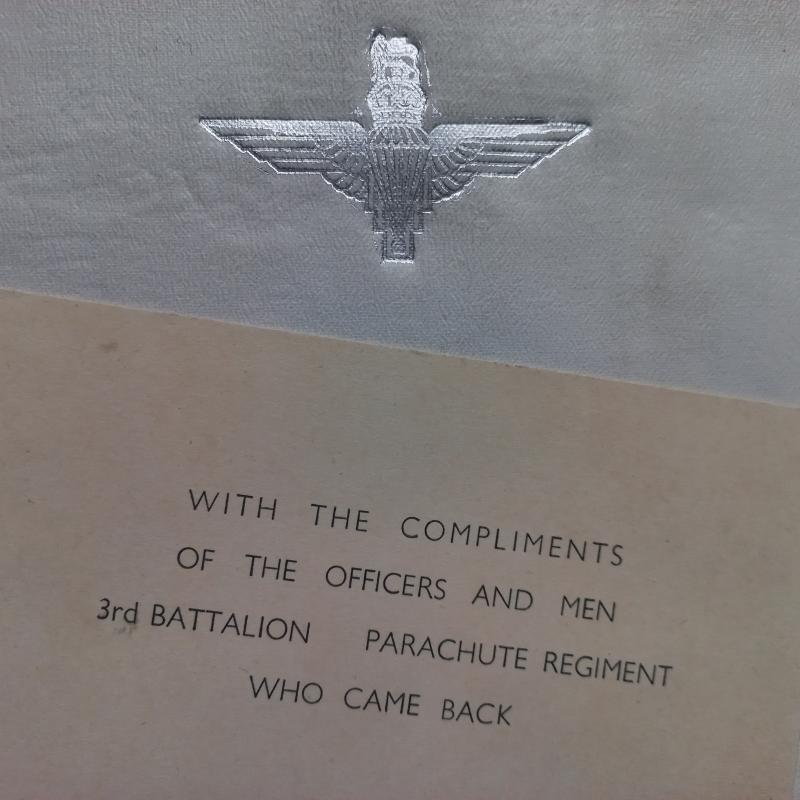 WITH THE COMPLIMENTS
OF THE OFFICERS AND MEN
3rd BATTALION PARACHUTE REGIMENT
WHO CAME BACK